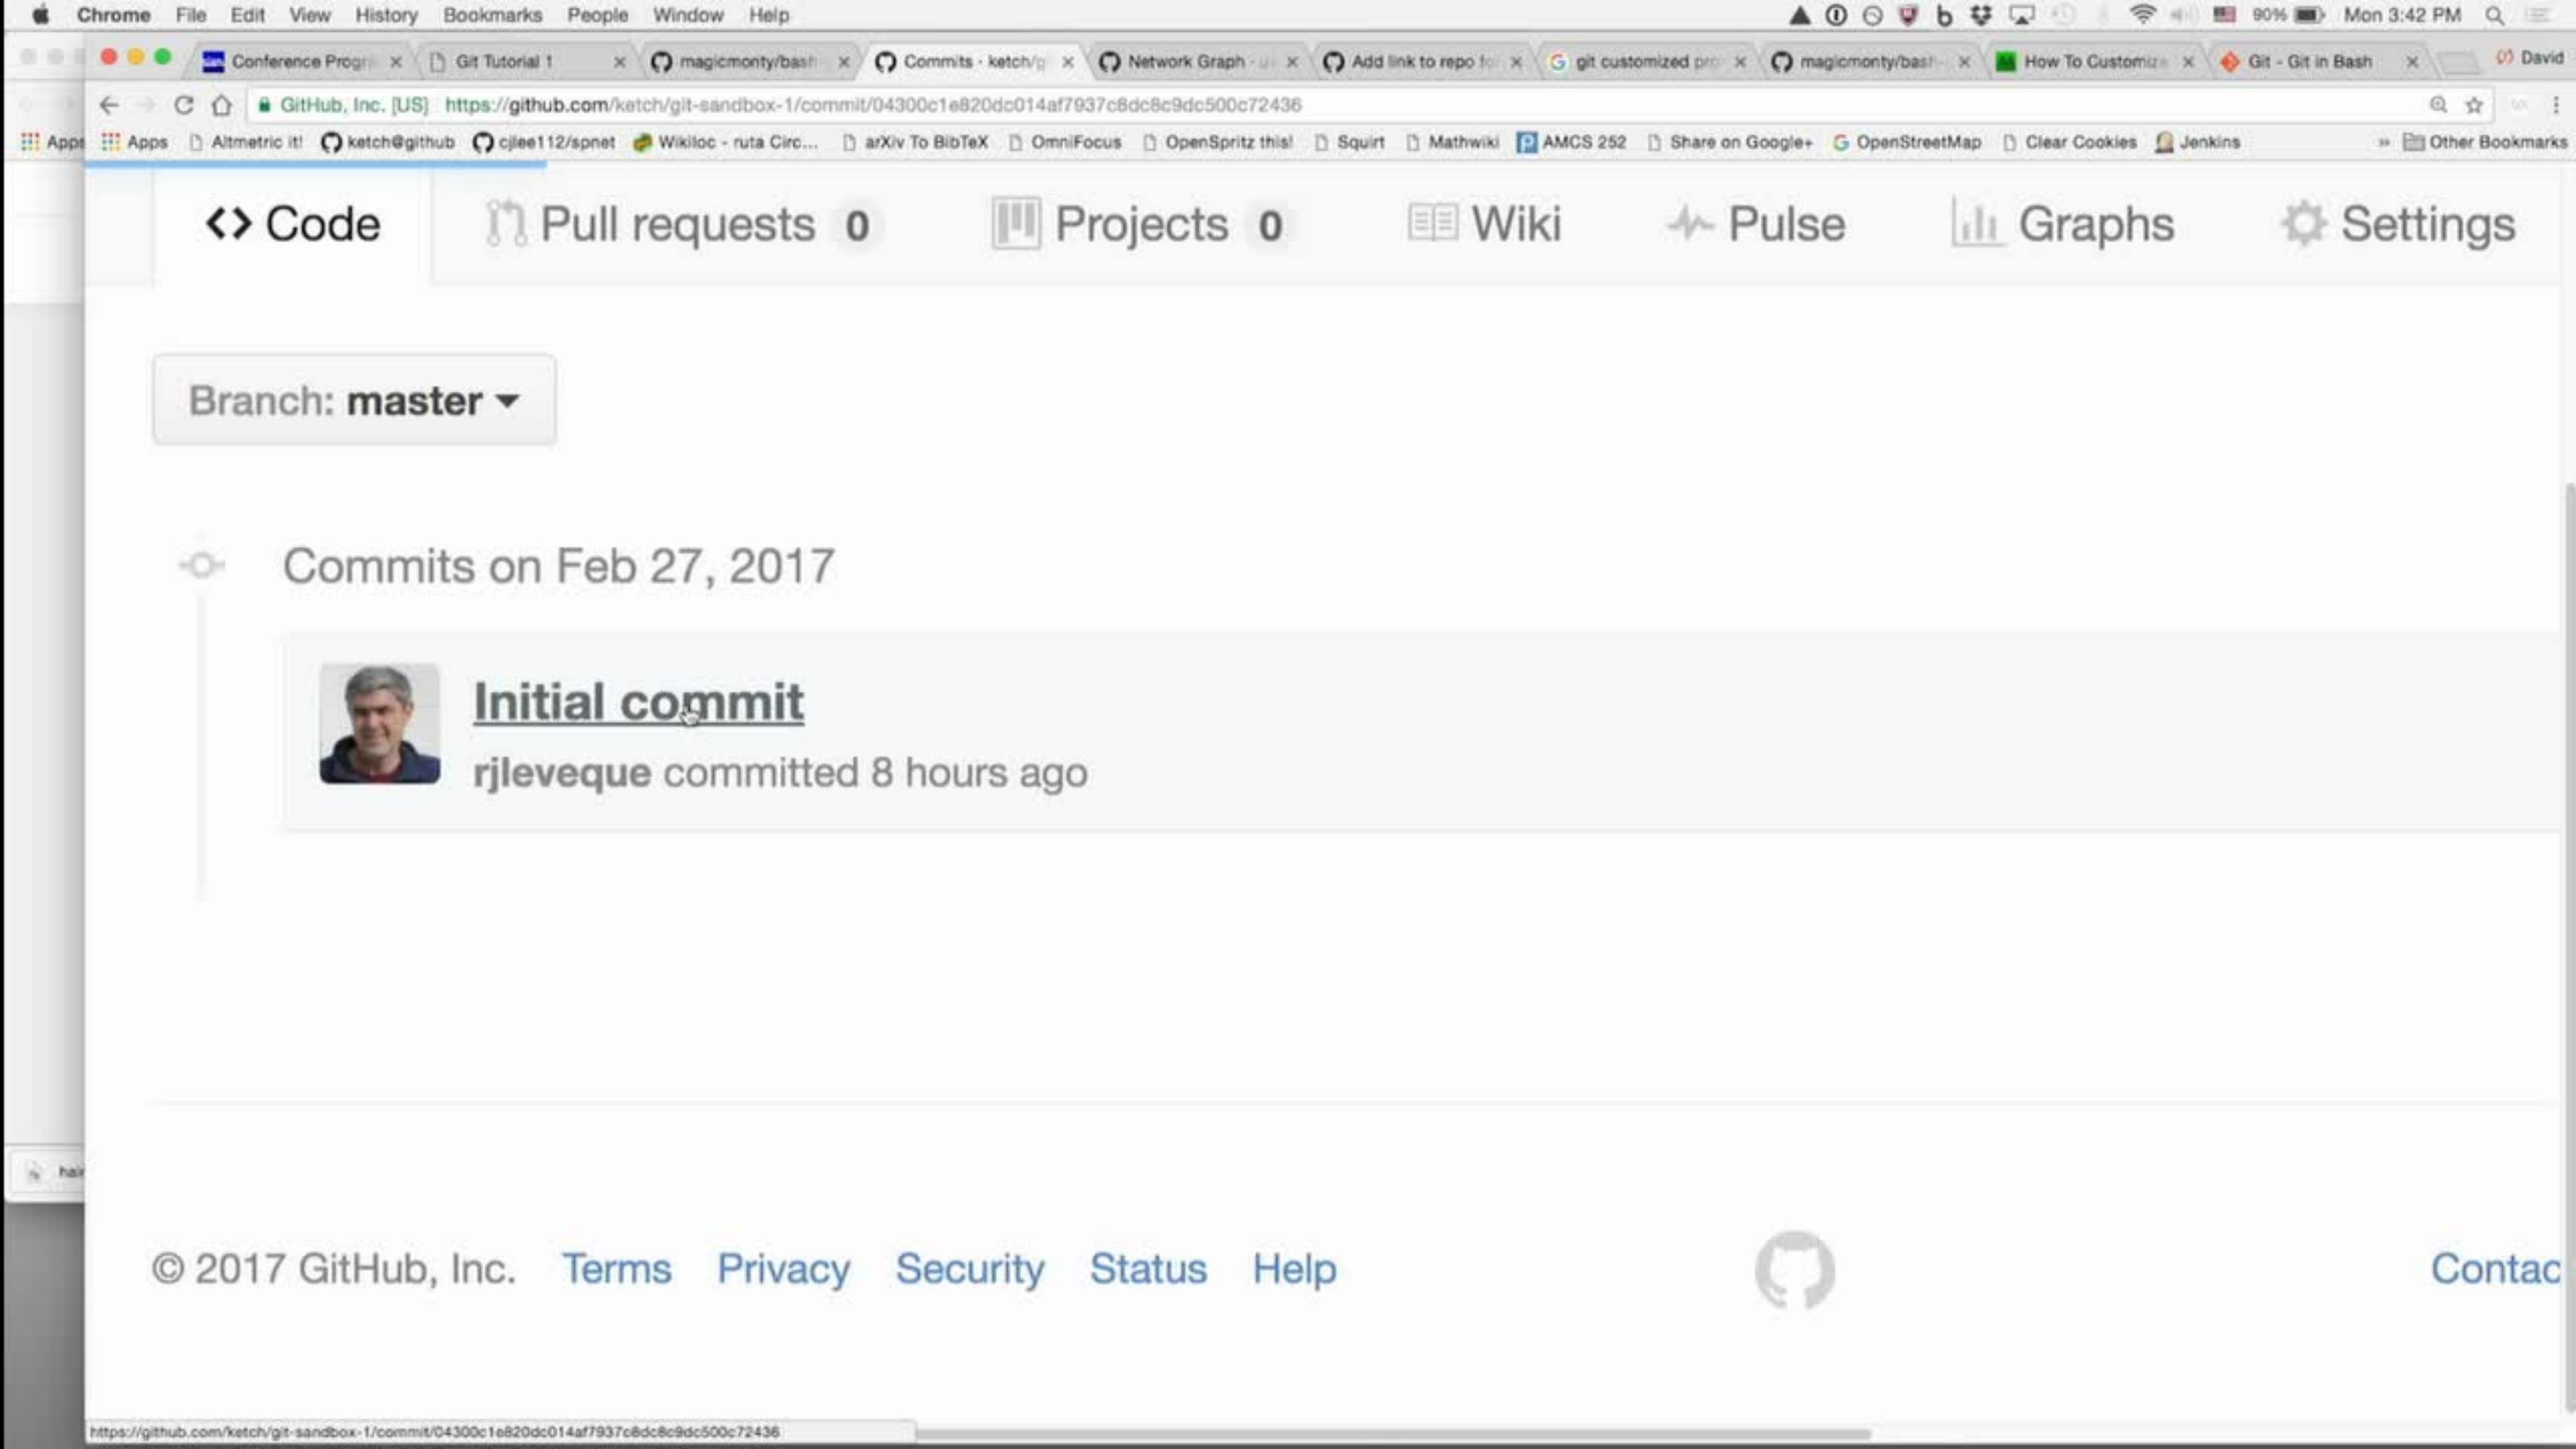 Chrome File Edit View History Bookmarks People Window Help 90% Mon 3:42 PM
Conference Progr Git Tutorial 1 magicmonty/bash Commits · ketch/g Network Graph · Add link to repo fo git customized pro magicmonty/bash- How To Customize Git - Git in Bash David
GitHub, Inc. [US] https://github.com/ketch/git-sandbox-1/commit/04300c1e820dc014af7937c8dc8c9dc500c72436
Apps Apps Altmetric it! ketch@github cjlee112/spnet Wikiloc - ruta Circ... arXiv To BibTeX OmniFocus OpenSpritz this! Squirt Mathwiki AMCS 252 Share on Google+ OpenStreetMap Clear Cookies Jenkins » Other Bookmarks
<> Code Pull requests 0 Projects 0 Wiki Pulse Graphs Settings
Branch: master
Commits on Feb 27, 2017
Initial commit
rjleveque committed 8 hours ago
hair
© 2017 GitHub, Inc. Terms Privacy Security Status Help Contac
https://github.com/ketch/git-sandbox-1/commit/04300c1e820dc014af7937c8dc8c9dc500c72436